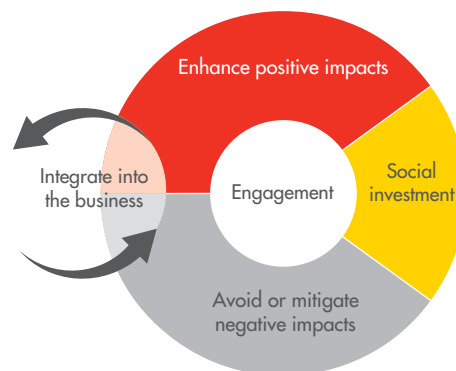 Enhance positive impacts
Integrate into
the business
Engagement
Social
investment
Avoid or mitigate
negative impacts